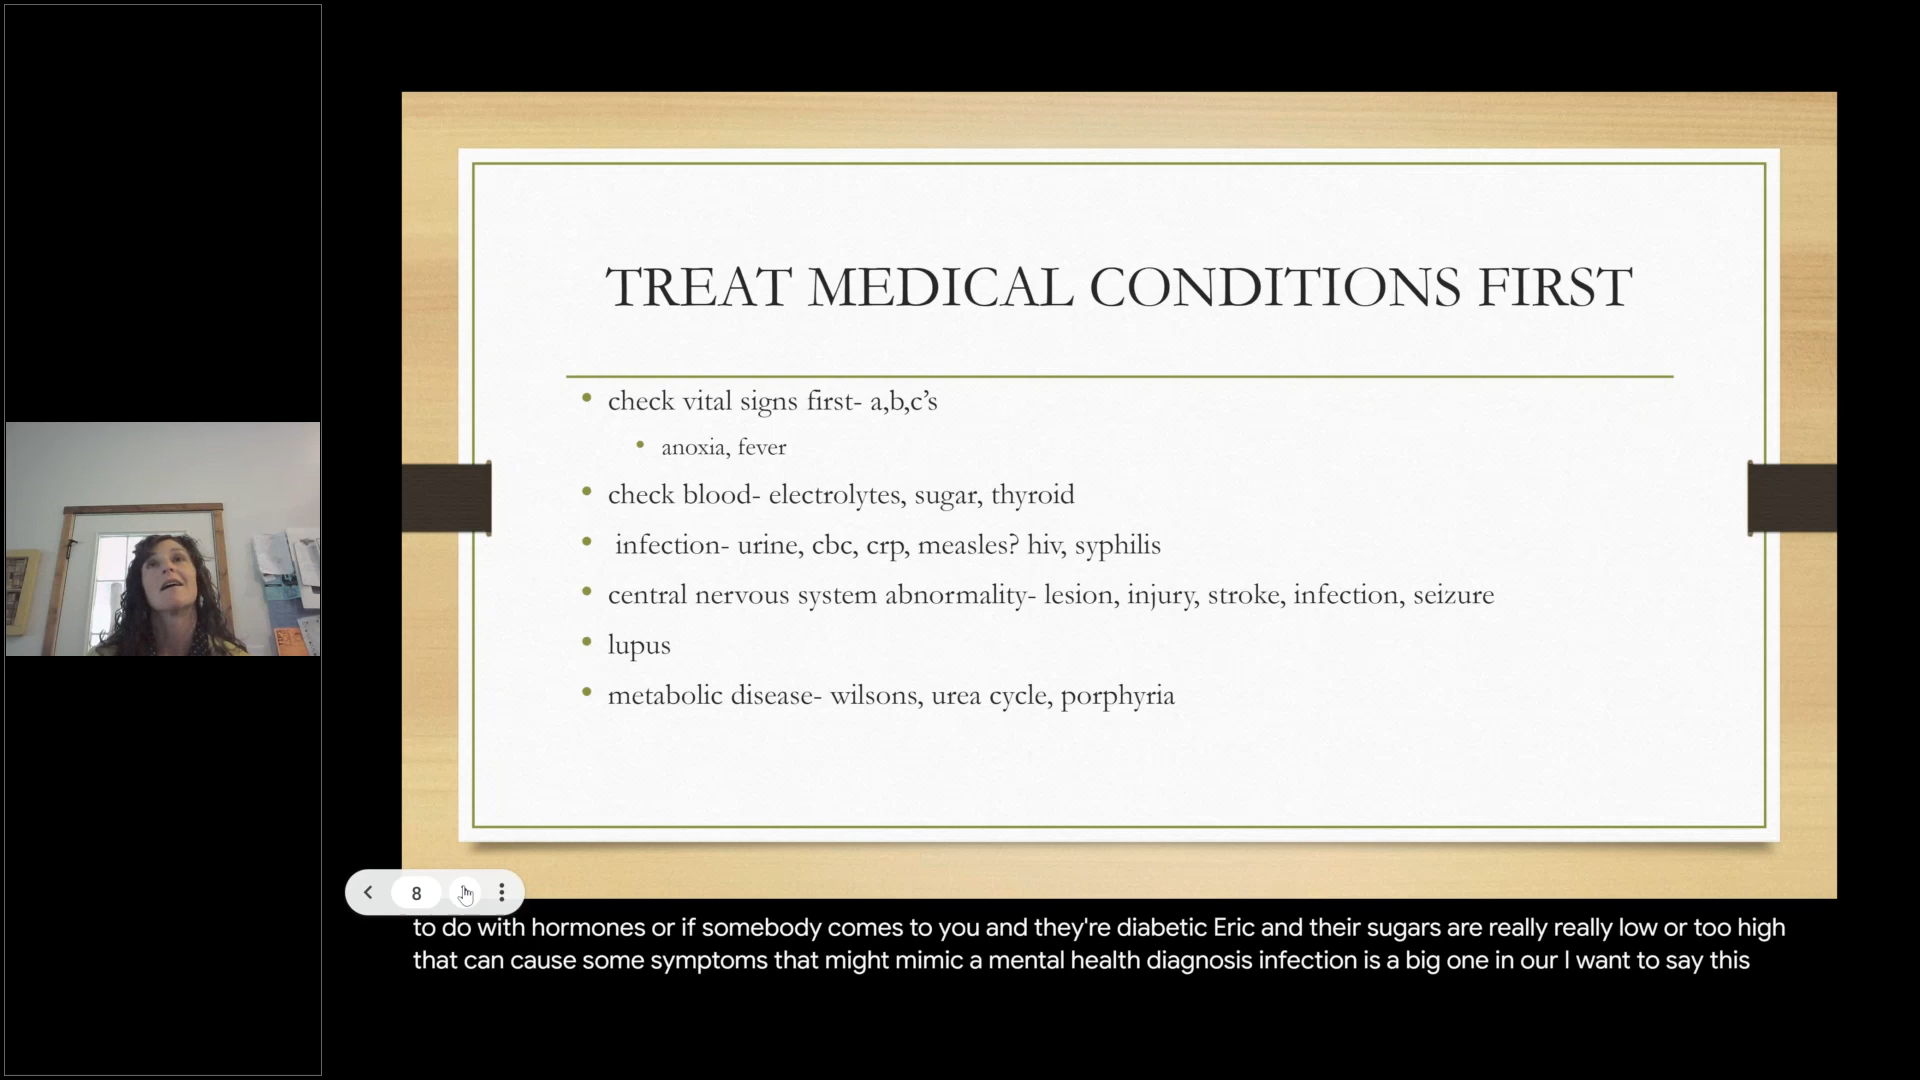 TREAT MEDICAL CONDITIONS FIRST
check vital signs first- a,b,c’s
anoxia, fever
check blood- electrolytes, sugar, thyroid
infection- urine, cbc, crp, measles? hiv, syphilis
central nervous system abnormality- lesion, injury, stroke, infection, seizure
lupus
metabolic disease- wilsons, urea cycle, porphyria
8
to do with hormones or if somebody comes to you and they're diabetic Eric and their sugars are really really low or too high
that can cause some symptoms that might mimic a mental health diagnosis infection is a big one in our I want to say this